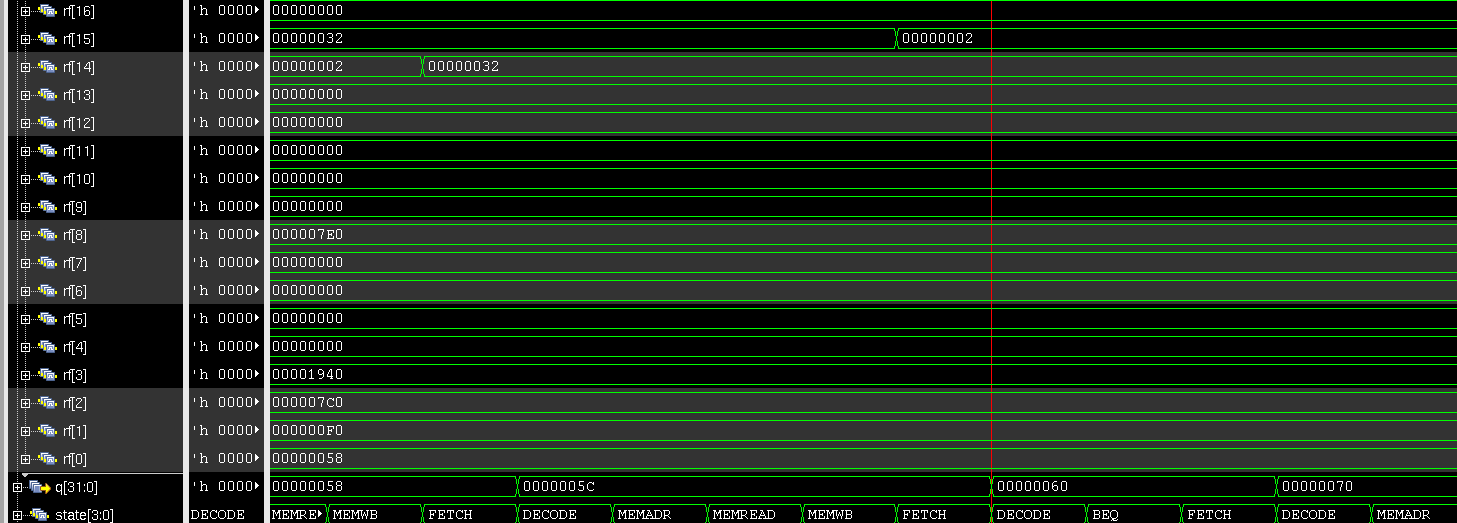 rf[16] 'h 0000 00000000
rf[15] 'h 0000 00000032 00000002
rf[14] 'h 0000 00000002 00000032
rf[13] 'h 0000 00000000
rf[12] 'h 0000 00000000
rf[11] 'h 0000 00000000
rf[10] 'h 0000 00000000
rf[9] 'h 0000 00000000
rf[8] 'h 0000 000007E0
rf[7] 'h 0000 00000000
rf[6] 'h 0000 00000000
rf[5] 'h 0000 00000000
rf[4] 'h 0000 00000000
rf[3] 'h 0000 00001940
rf[2] 'h 0000 000007C0
rf[1] 'h 0000 000000F0
rf[0] 'h 0000 00000058
q[31:0] 'h 0000 00000058 0000005C 00000060 00000070
state[3:0] DECODE MEMRE MEMWB FETCH DECODE MEMADR MEMREAD MEMWB FETCH DECODE BEQ FETCH DECODE MEMADR